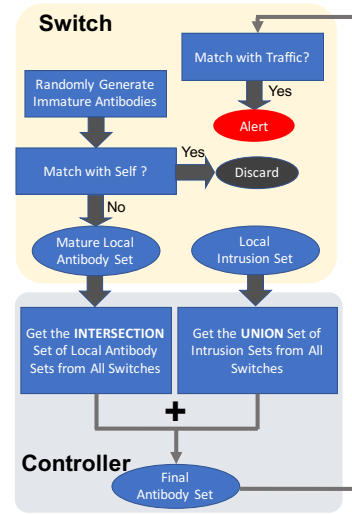 Switch
Match with Traffic?
Randomly Generate
Immature Antibodies
Yes
Alert
Match with Self ?
Yes
Discard
No
Mature Local
Antibody Set
Local
Intrusion Set
Get the INTERSECTION
Set of Local Antibody
Sets from All Switches
Get the UNION Set of
Intrusion Sets from All
Switches
+
Controller
Final
Antibody Set